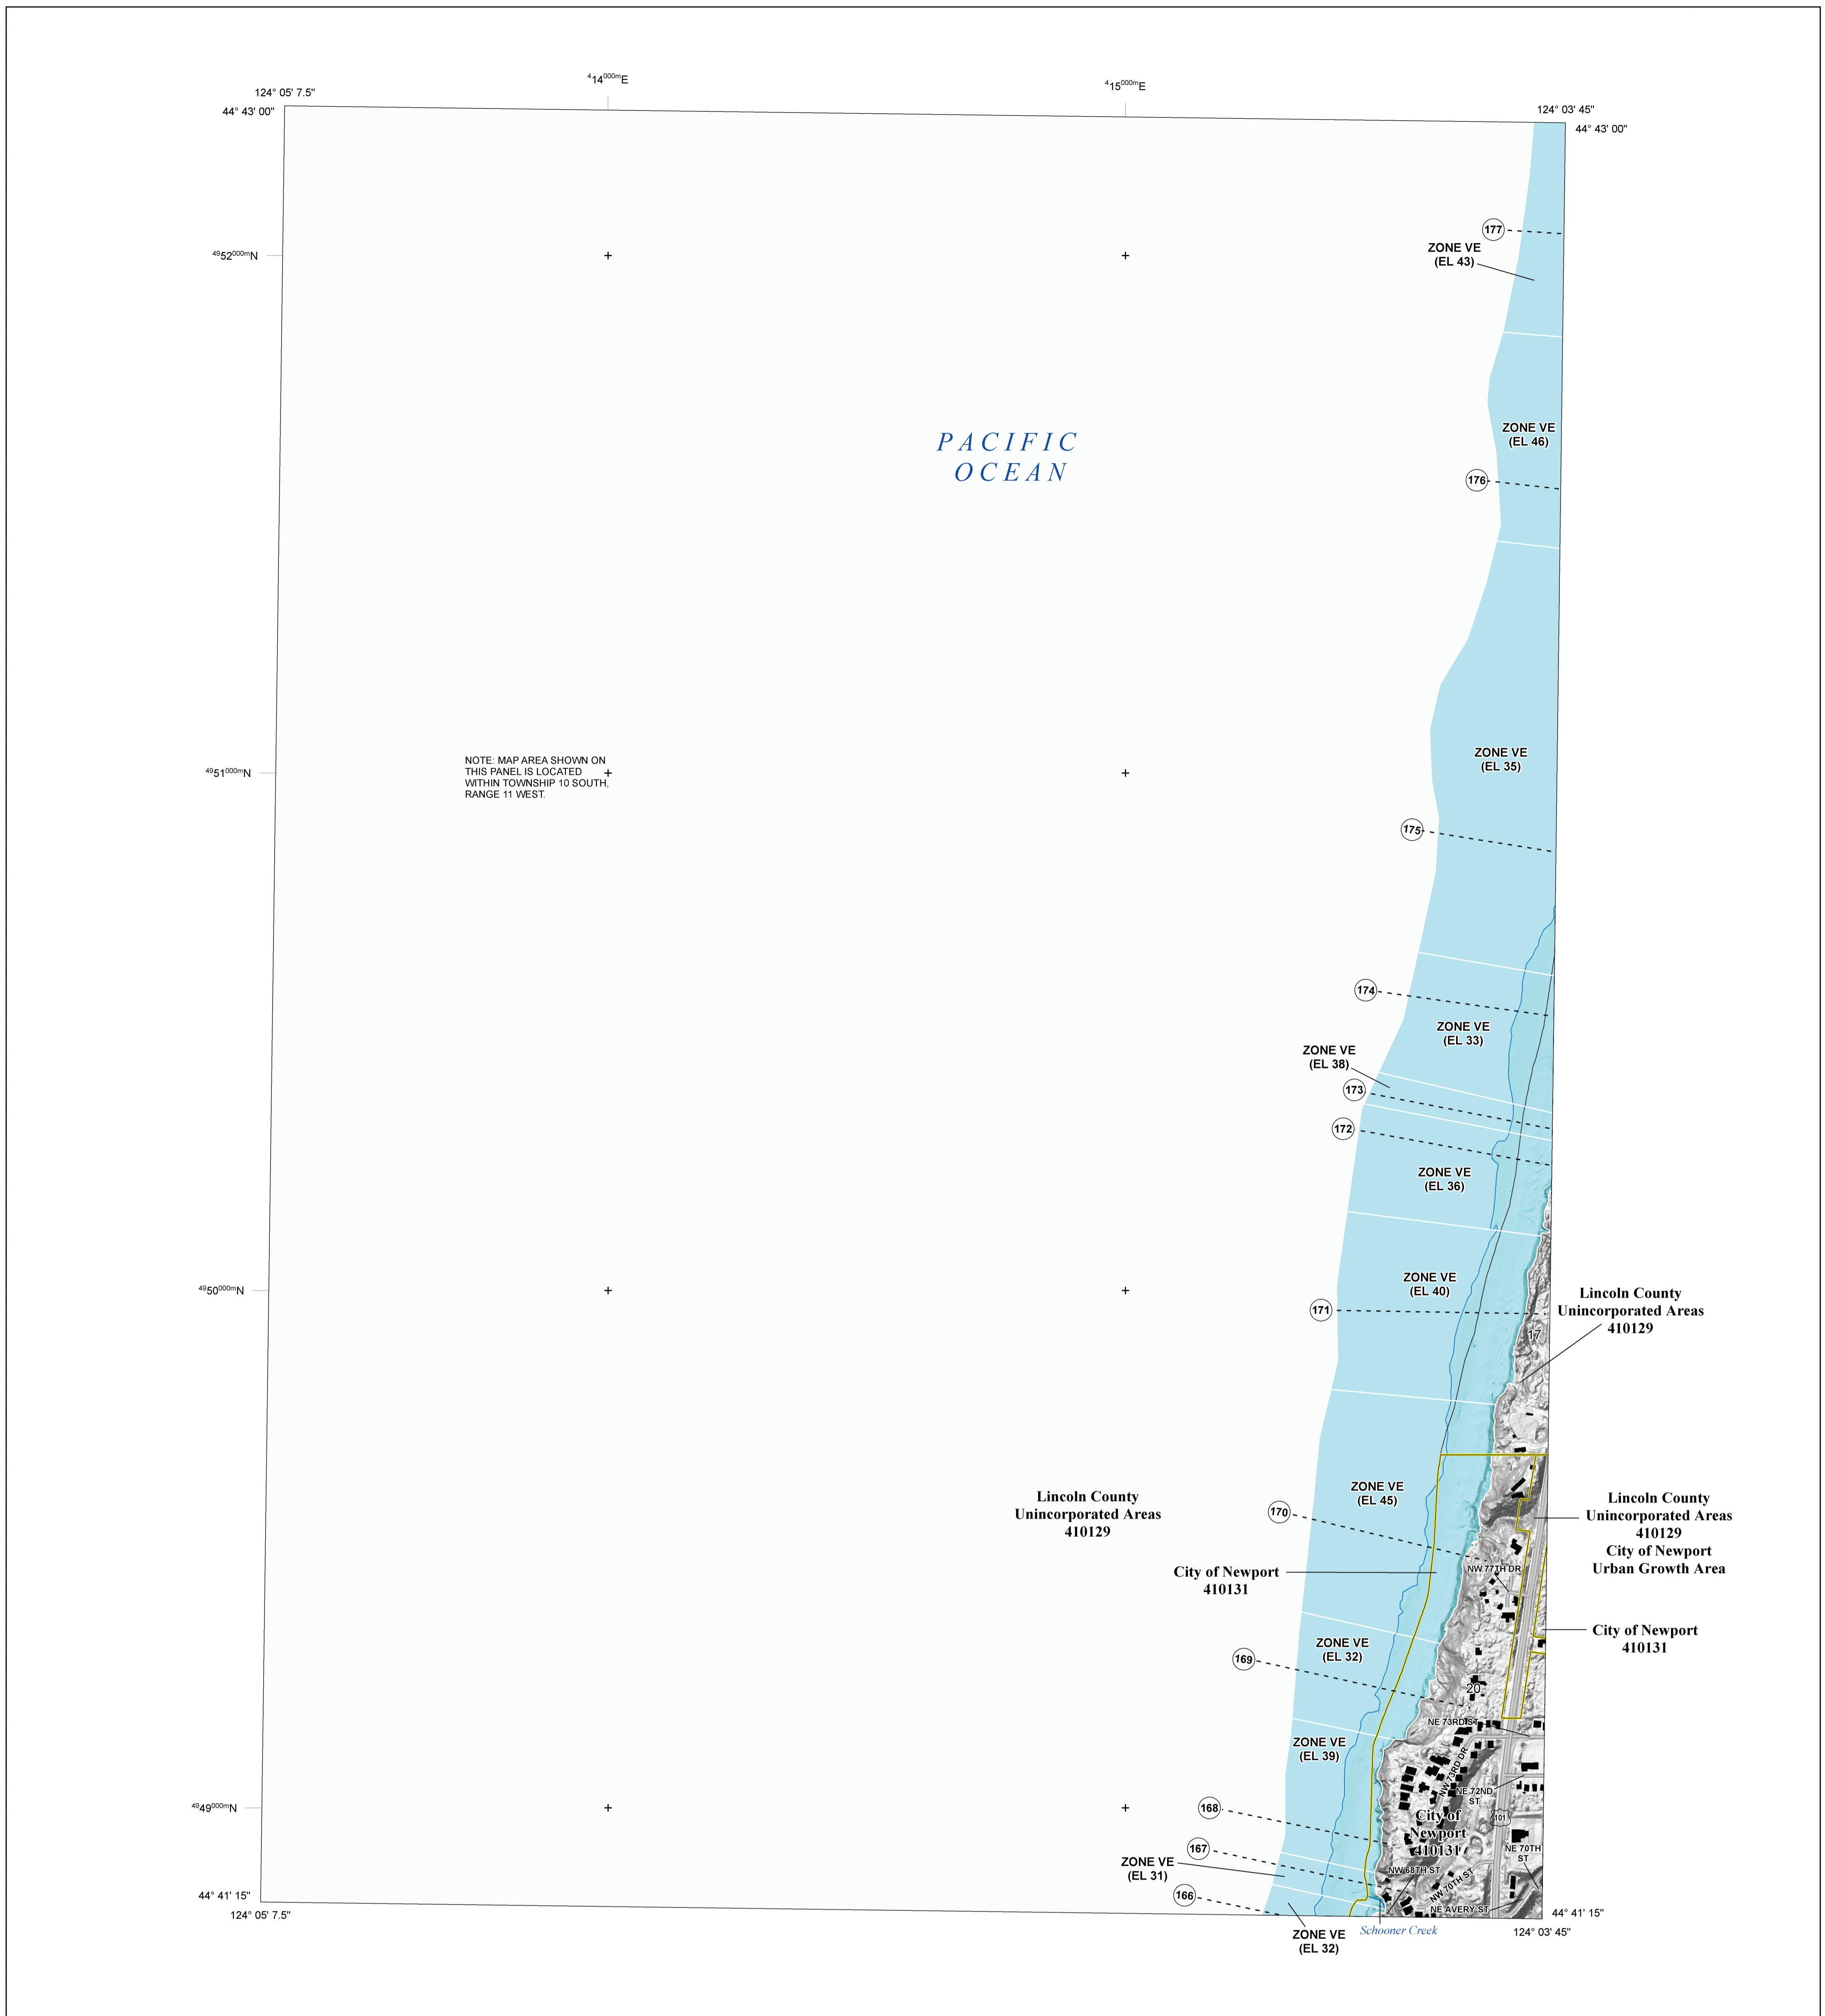 414000mE
415000mE
124° 05' 7.5"
44° 43' 00"
124° 03' 45"
44° 43' 00"
177
4952000mN
ZONE VE
(EL 43)
PACIFIC
OCEAN
ZONE VE
(EL 46)
176
NOTE: MAP AREA SHOWN ON
THIS PANEL IS LOCATED
WITHIN TOWNSHIP 10 SOUTH,
RANGE 11 WEST.
4951000mN
ZONE VE
(EL 35)
175
174
ZONE VE
(EL 33)
ZONE VE
(EL 38)
173
172
ZONE VE
(EL 36)
4950000mN
ZONE VE
(EL 40)
171
Lincoln County
Unincorporated Areas
410129
17
ZONE VE
(EL 45)
Lincoln County
Unincorporated Areas
410129
170
Lincoln County
Unincorporated Areas
410129
City of Newport
Urban Growth Area
City of Newport
410131
NW 77TH DR
City of Newport
410131
ZONE VE
(EL 32)
169
20
NE 73RD ST
ZONE VE
(EL 39)
NW 73RD DR
NE 72ND
ST
4949000mN
168
City of
Newport
410131
101
167
NE 70TH
ST
ZONE VE
(EL 31)
NW 68TH ST
NW 70TH ST
166
NE AVERY ST
44° 41' 15"
124° 05' 7.5"
44° 41' 15"
124° 03' 45"
Schooner Creek
ZONE VE
(EL 32)